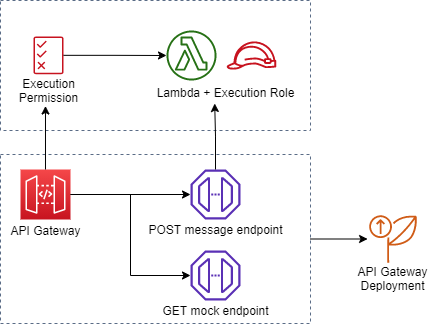 Execution
Permission
Lambda + Execution Role
API Gateway
POST message endpoint
GET mock endpoint
API Gateway
Deployment